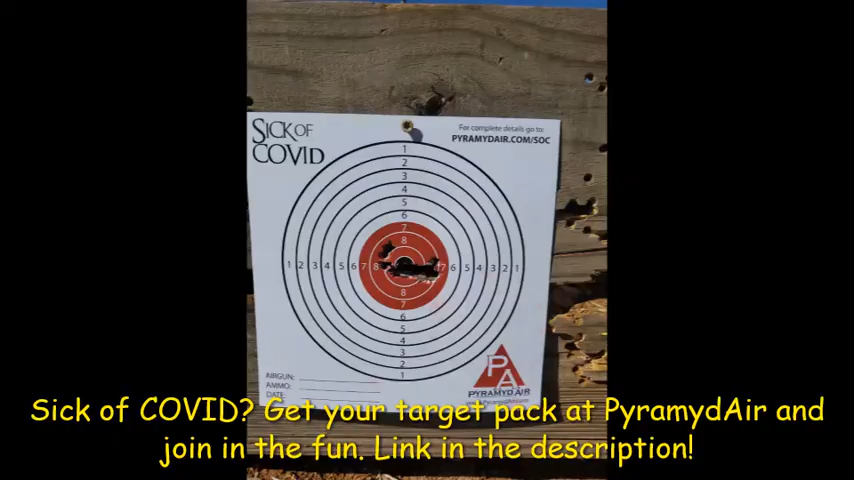 SICK OF
COVID
For complete details go to:
PYRAMYDAIR.COM/SOC
1
2
3
4
5
6
7
8
1 2 3 4 5 6 7 8 7 6 5 4 3 2 1
8
7
6
5
4
3
2
1
AIRGUN:
AMMO:
DATE:
PA
PYRAMYD AIR
Sick of COVID? Get your target pack at PyramydAir and
join in the fun. Link in the description!